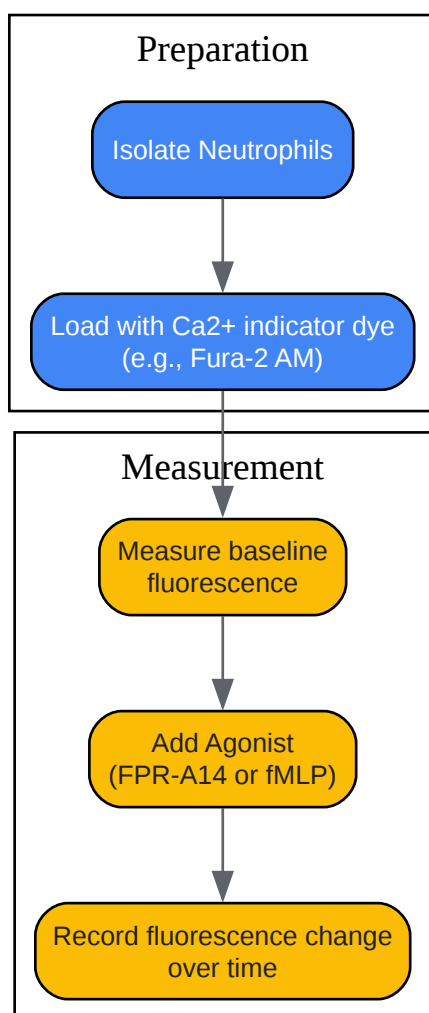 Preparation
Isolate Neutrophils
Load with Ca2+ indicator dye
(e.g., Fura-2 AM)
Measurement
Measure baseline
fluorescence
Add Agonist
(FPR-A14 or fMLP)
Record fluorescence change
over time